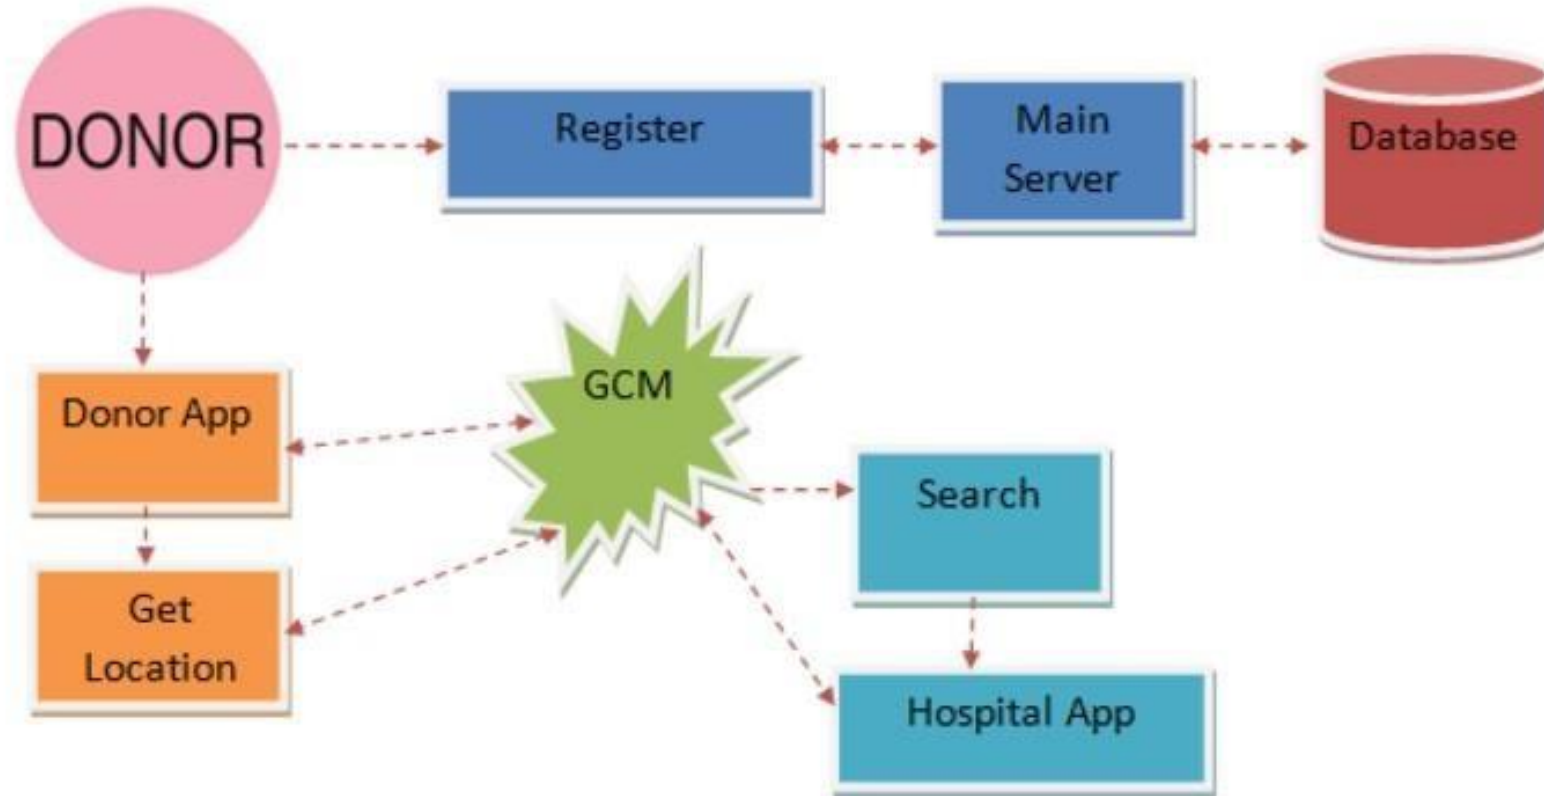 DONOR
Register
Main
Server
Database
GCM
Donor App
Search
Get
Location
Hospital App